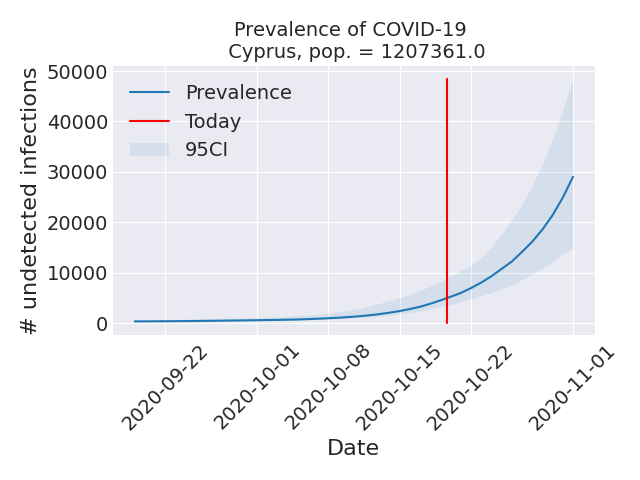 Prevalence of COVID-19
Cyprus, pop. = 1207361.0
# undetected infections
50000
40000
30000
20000
10000
0
Prevalence
Today
95CI
2020-09-22
2020-10-01
2020-10-08
2020-10-15
2020-10-22
2020-11-01
Date